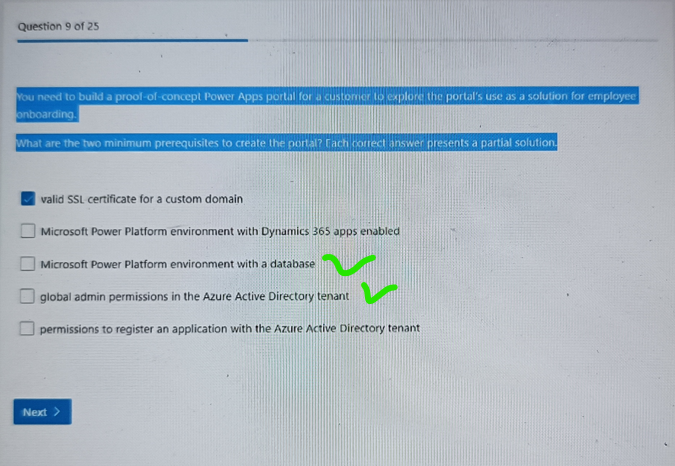 Question 9 of 25
You need to build a proof-of-concept Power Apps portal for a customer to explore the portal's use as a solution for employee
onboarding.
What are the two minimum prerequisites to create the portal? Each correct answer presents a partial solution.
valid SSL certificate for a custom domain
Microsoft Power Platform environment with Dynamics 365 apps enabled
Microsoft Power Platform environment with a database
global admin permissions in the Azure Active Directory tenant
permissions to register an application with the Azure Active Directory tenant
Next >